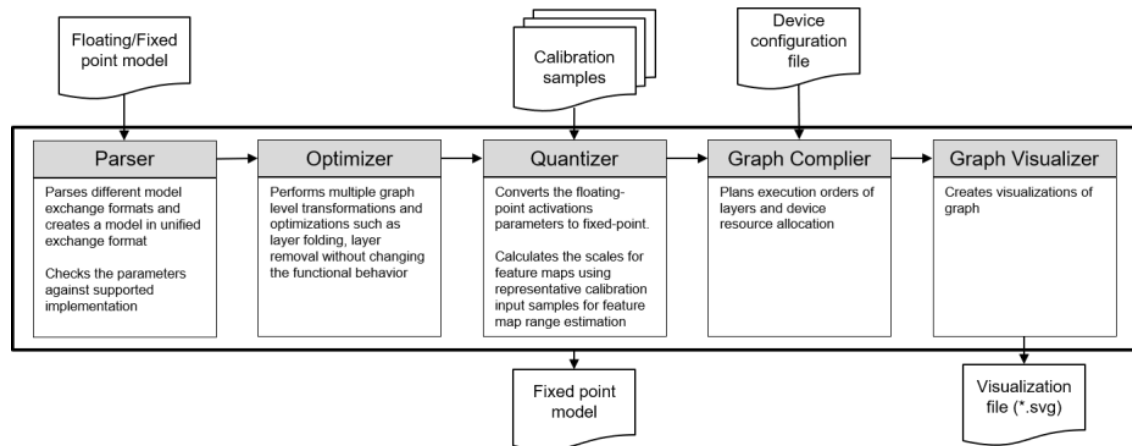 Floating/Fixed
point model
Calibration
samples
Device
configuration
file
Parser
Parses different model
exchange formats and
creates a model in unified
exchange format
Checks the parameters
against supported
implementation
Optimizer
Performs multiple graph
level transformations and
optimizations such as
layer folding, layer
removal without changing
the functional behavior
Quantizer
Converts the floating-
point activations
parameters to fixed-point.
Calculates the scales for
feature maps using
representative calibration
input samples for feature
map range estimation
Graph Complier
Plans execution orders of
layers and device
resource allocation
Graph Visualizer
Creates visualizations of
graph
Fixed point
model
Visualization
file (*.svg)